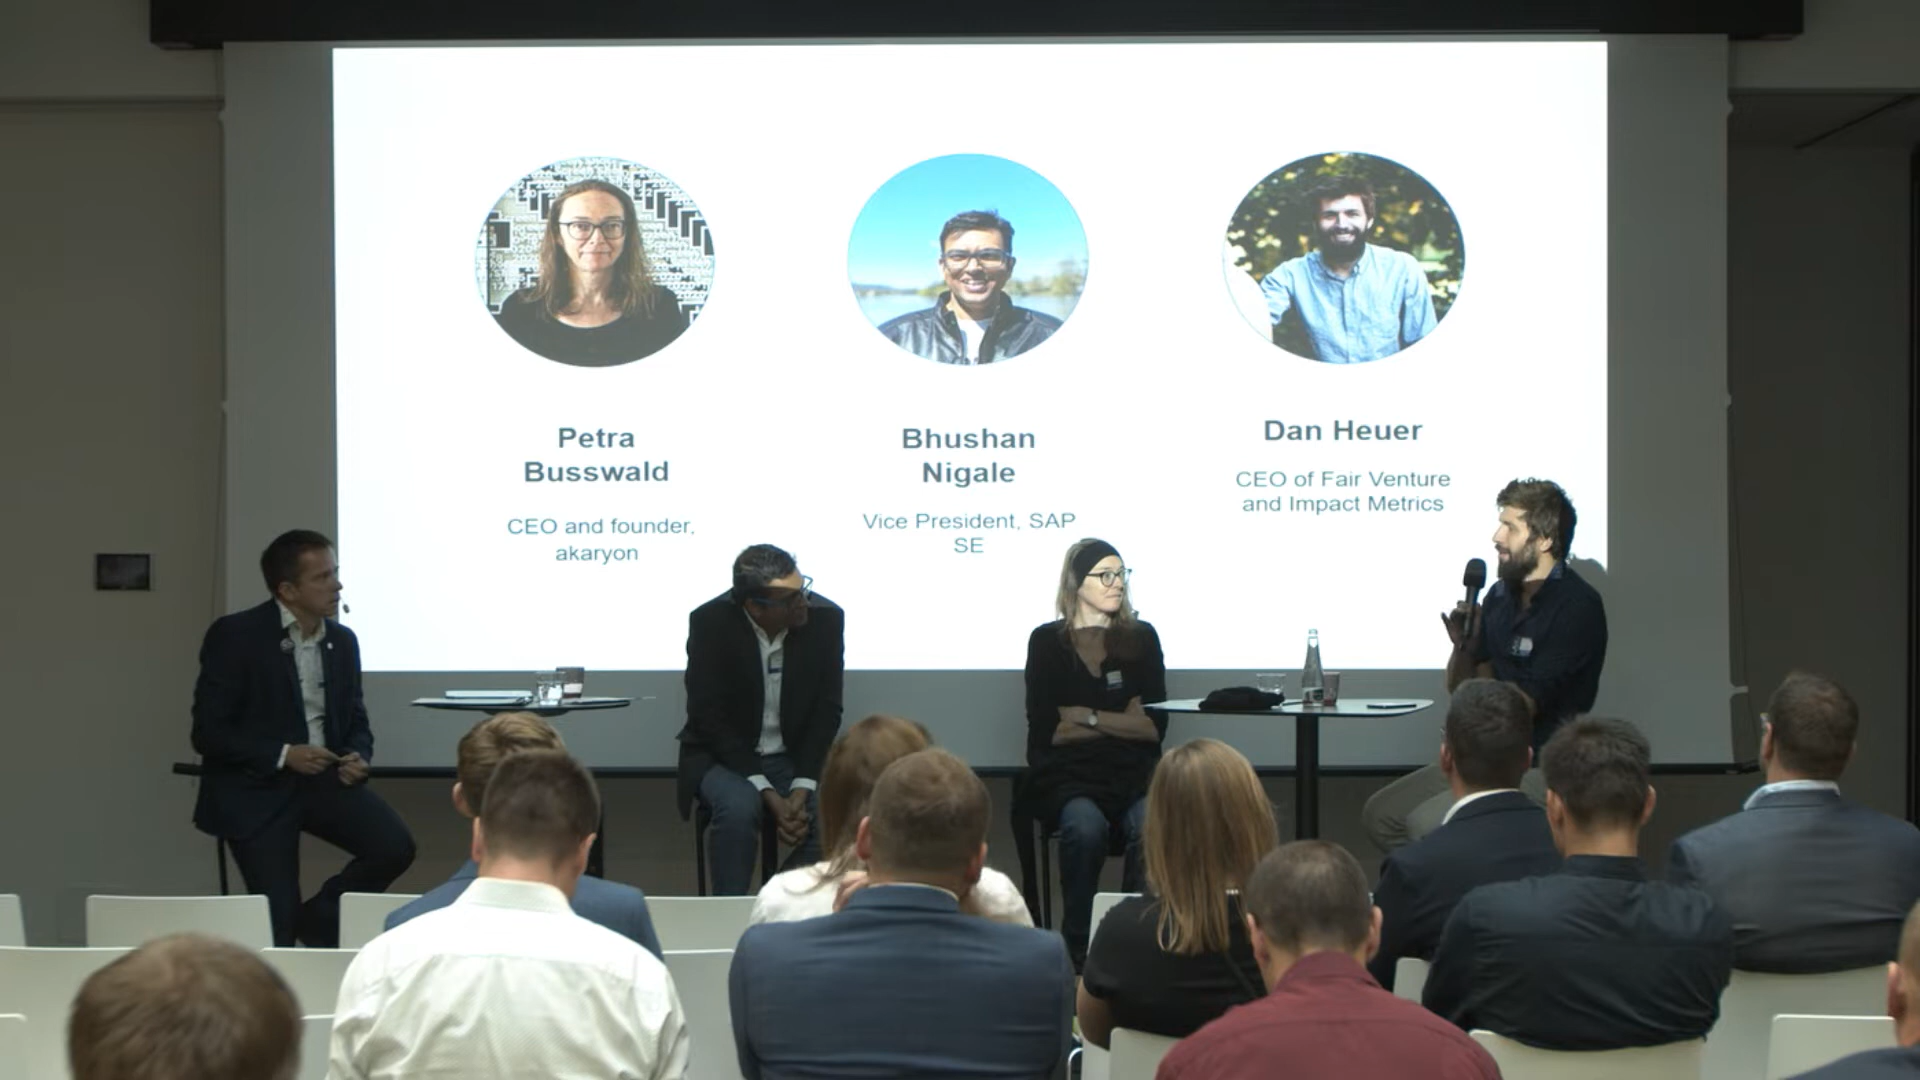 Petra
Busswald
CEO and founder,
akaryon
Bhushan
Nigale
Vice President, SAP
SE
Dan Heuer
CEO of Fair Venture
and Impact Metrics